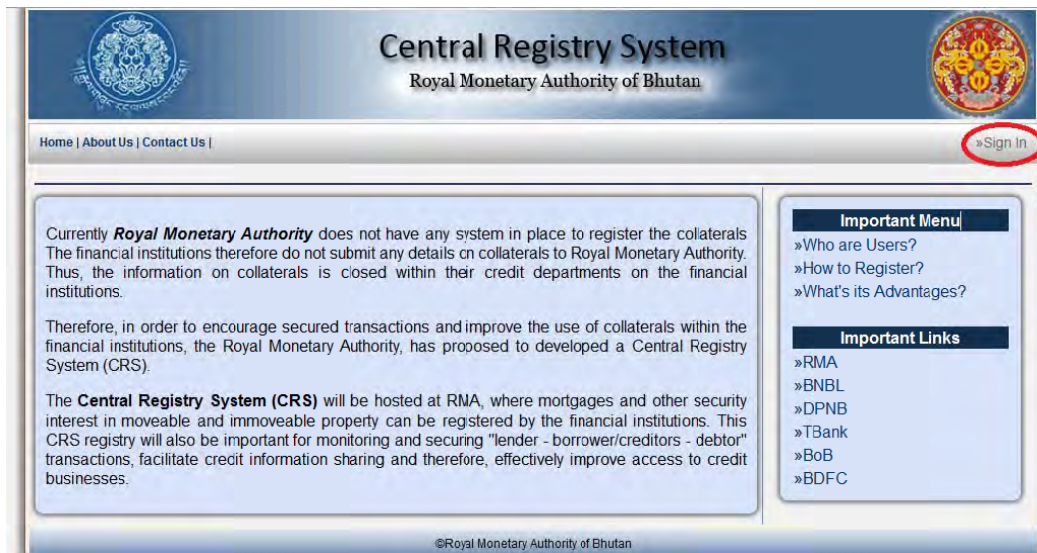 Central Registry System
Royal Monetary Authority of Bhutan
Home | About Us | Contact Us |
»Sign In
Currently Royal Monetary Authority does not have any system in place to register the collaterals
The financial institutions therefore do not submit any details on collaterals to Royal Monetary Authority.
Thus, the information on collaterals is closed within their credit departments on the financial
institutions.
Therefore, in order to encourage secured transactions and improve the use of collaterals within the
financial institutions, the Royal Monetary Authority, has proposed to developed a Central Registry
System (CRS).
The Central Registry System (CRS) will be hosted at RMA, where mortgages and other security
interest in moveable and immoveable property can be registered by the financial institutions. This
CRS registry will also be important for monitoring and securing "lender - borrower/creditors - debtor"
transactions, facilitate credit information sharing and therefore, effectively improve access to credit
businesses.
Important Menu
»Who are Users?
»How to Register?
»What's its Advantages?
Important Links
»RMA
»BNBL
»DPNB
»TBank
»BoB
»BDFC
©Royal Monetary Authority of Bhutan